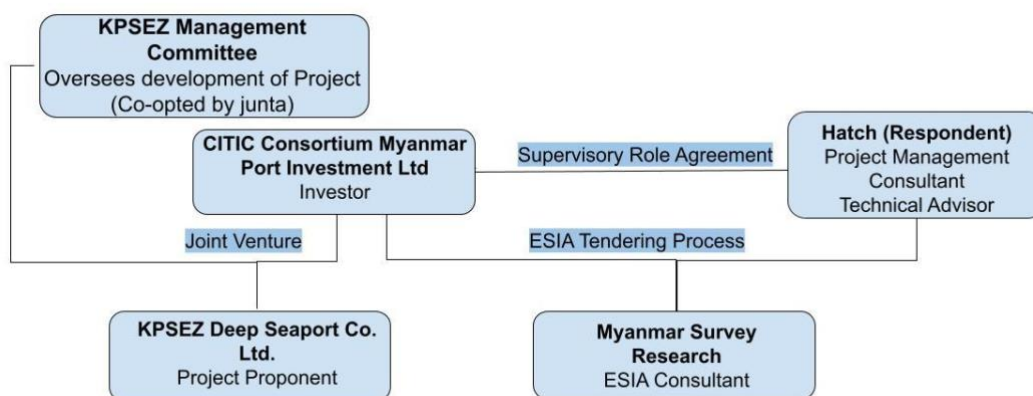 KPSEZ Management
Committee
Oversees development of Project
(Co-opted by junta)
CITIC Consortium Myanmar
Port Investment Ltd
Investor
Supervisory Role Agreement
Hatch (Respondent)
Project Management
Consultant
Technical Advisor
Joint Venture
ESIA Tendering Process
KPSEZ Deep Seaport Co.
Ltd.
Project Proponent
Myanmar Survey
Research
ESIA Consultant